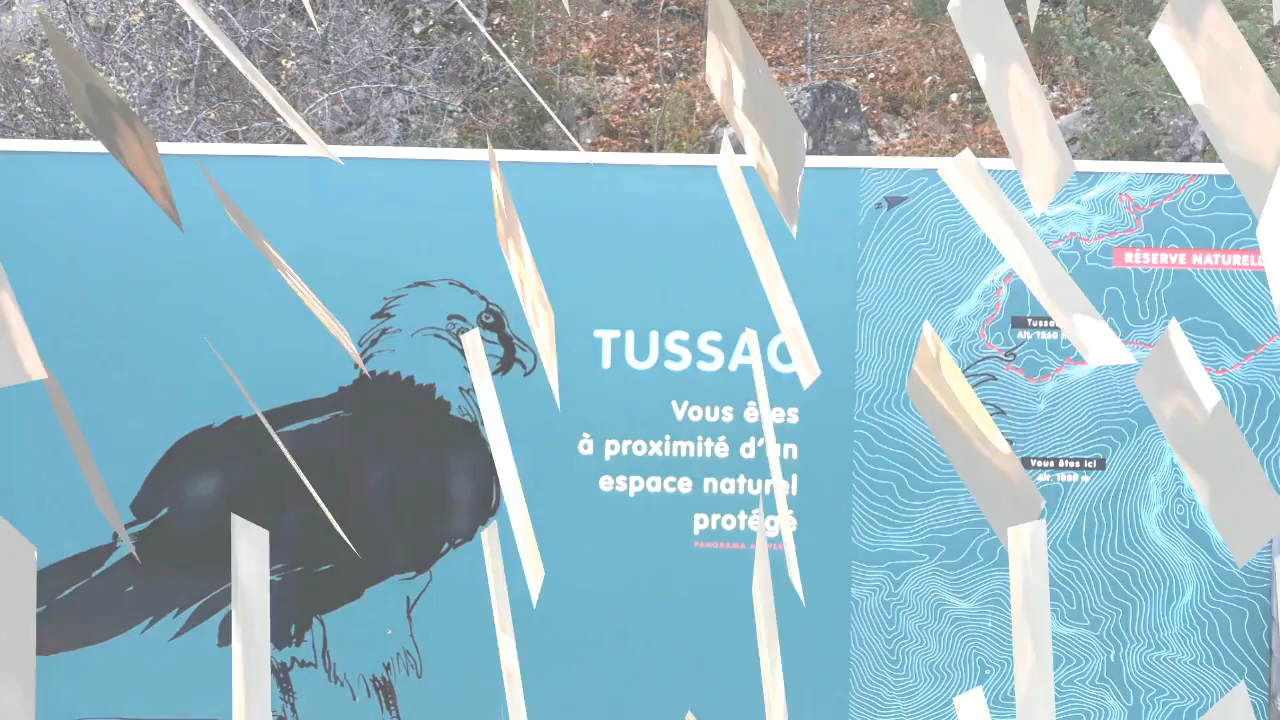 TUSSAC
Vous êtes
à proximité d'un
espace naturel
protégé
RÉSERVE NATURELL
Vous êtes ici